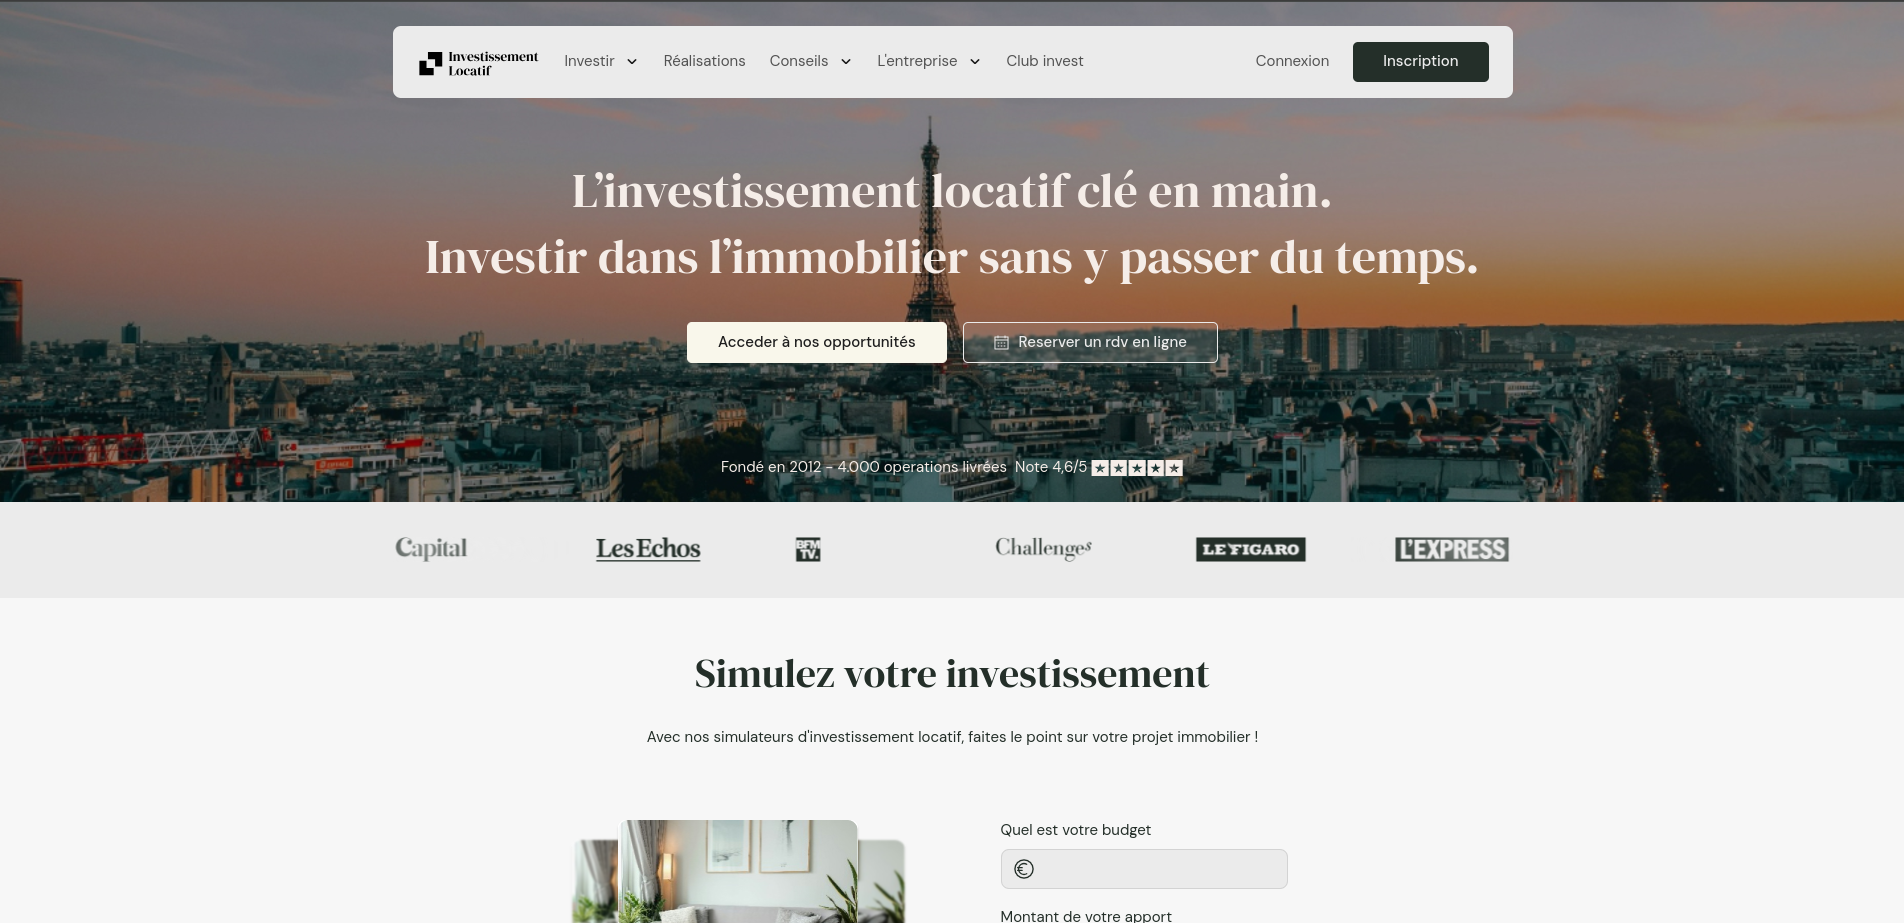 Investissement
Locatif
Investir
Réalisations
Conseils
L'entreprise
Club invest
Connexion
Inscription
L’investissement locatif clé en main.
Investir dans l’immobilier sans y passer du temps.
Acceder à nos opportunités
Reserver un rdv en ligne
Fondé en 2012 - 4.000 operations livrées Note 4,6/5
Capital
Les Echos
BFM
TV.
Challenges
LE FIGARO
L'EXPRESS
Simulez votre investissement
Avec nos simulateurs d'investissement locatif, faites le point sur votre projet immobilier !
Quel est votre budget
€
Montant de votre apport